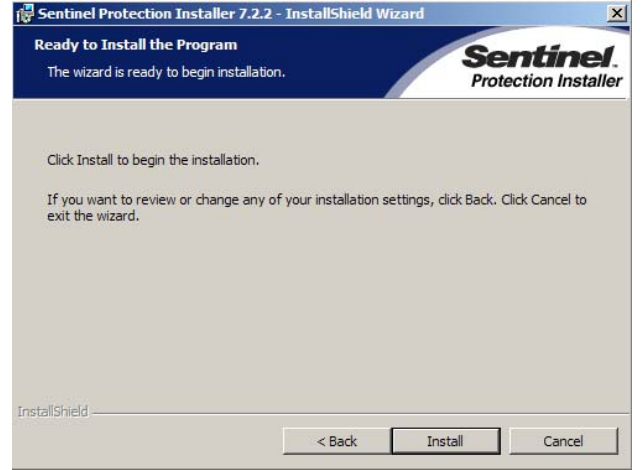 Sentinel Protection Installer 7.2.2 - InstallShield Wizard
Ready to Install the Program
The wizard is ready to begin installation.
Sentinel.
Protection Installer
Click Install to begin the installation.
If you want to review or change any of your installation settings, click Back. Click Cancel to
exit the wizard.
InstallShield
< Back
Install
Cancel